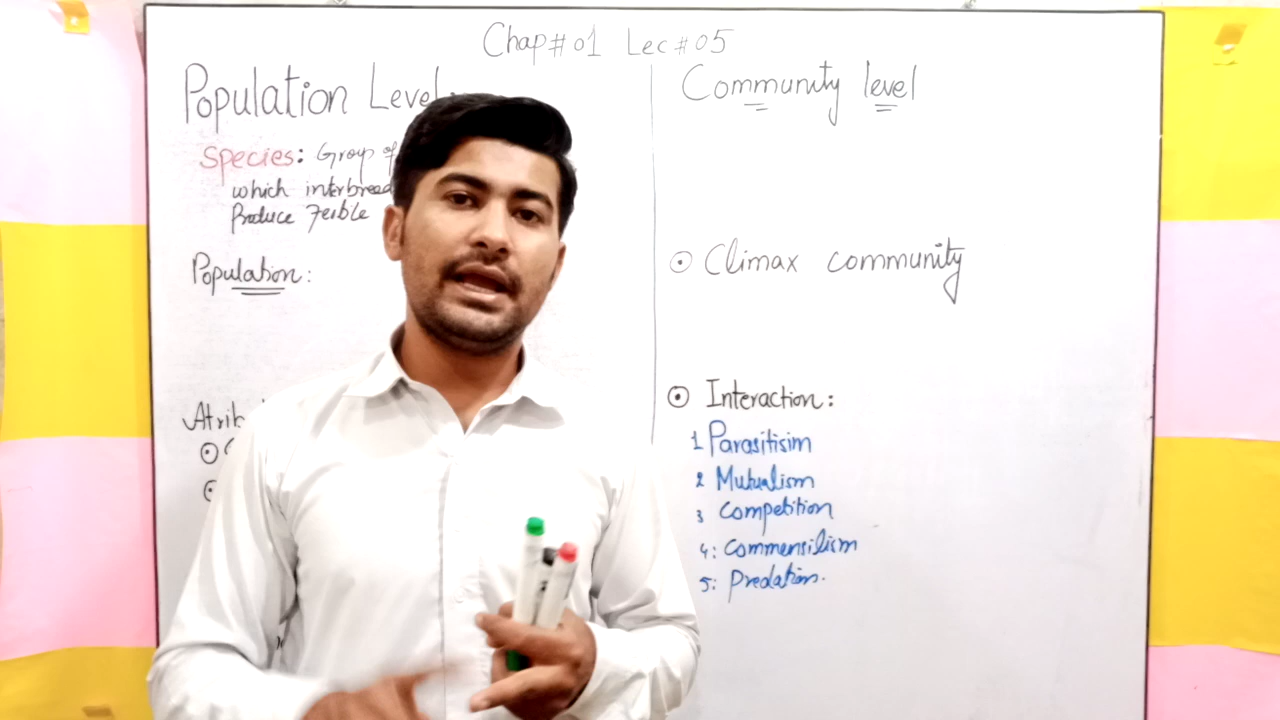 Chap#01 Lec#05
Population Level
Species: Group of
which interbreed
Produce
Population:
Atrib
Community level
⊙ Climax community
⊙ Interaction:
1 Parasitisim
2 Mutualism
3 Competition
4: Commensilism
5: Predation.